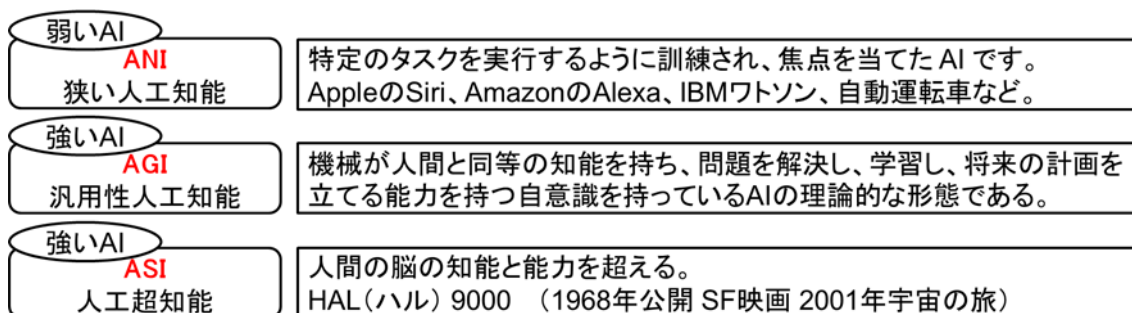 弱いAI
ANI
狭い人工知能
特定のタスクを実行するように訓練され、焦点を当てた AI です。
AppleのSiri、AmazonのAlexa、IBMワトソン、自動運転車など。
強いAI
AGI
汎用性人工知能
機械が人間と同等の知能を持ち、問題を解決し、学習し、将来の計画を
立てる能力を持つ自意識を持っているAIの理論的な形態である。
強いAI
ASI
人工超知能
人間の脳の知能と能力を超える。
HAL（ハル） 9000　（1968年公開 SF映画 2001年宇宙の旅）